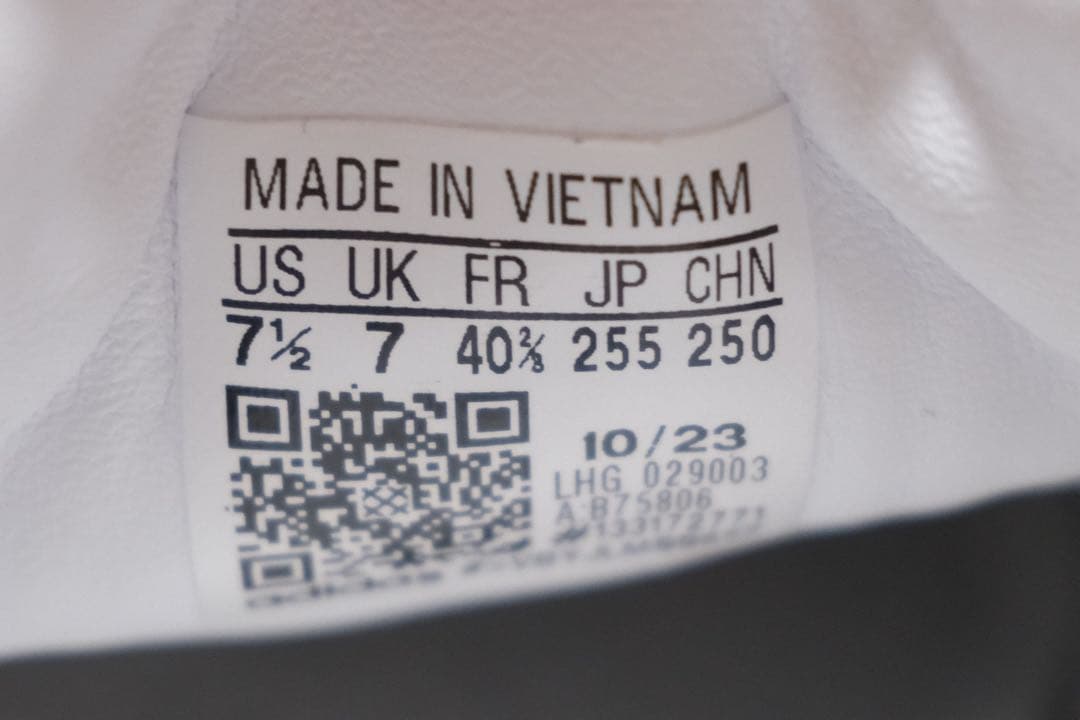 MADE IN VIETNAM
US UK FR JP CHN
7½ 7 40⅔ 255 250
10/23
LHG 029003
A:B75806